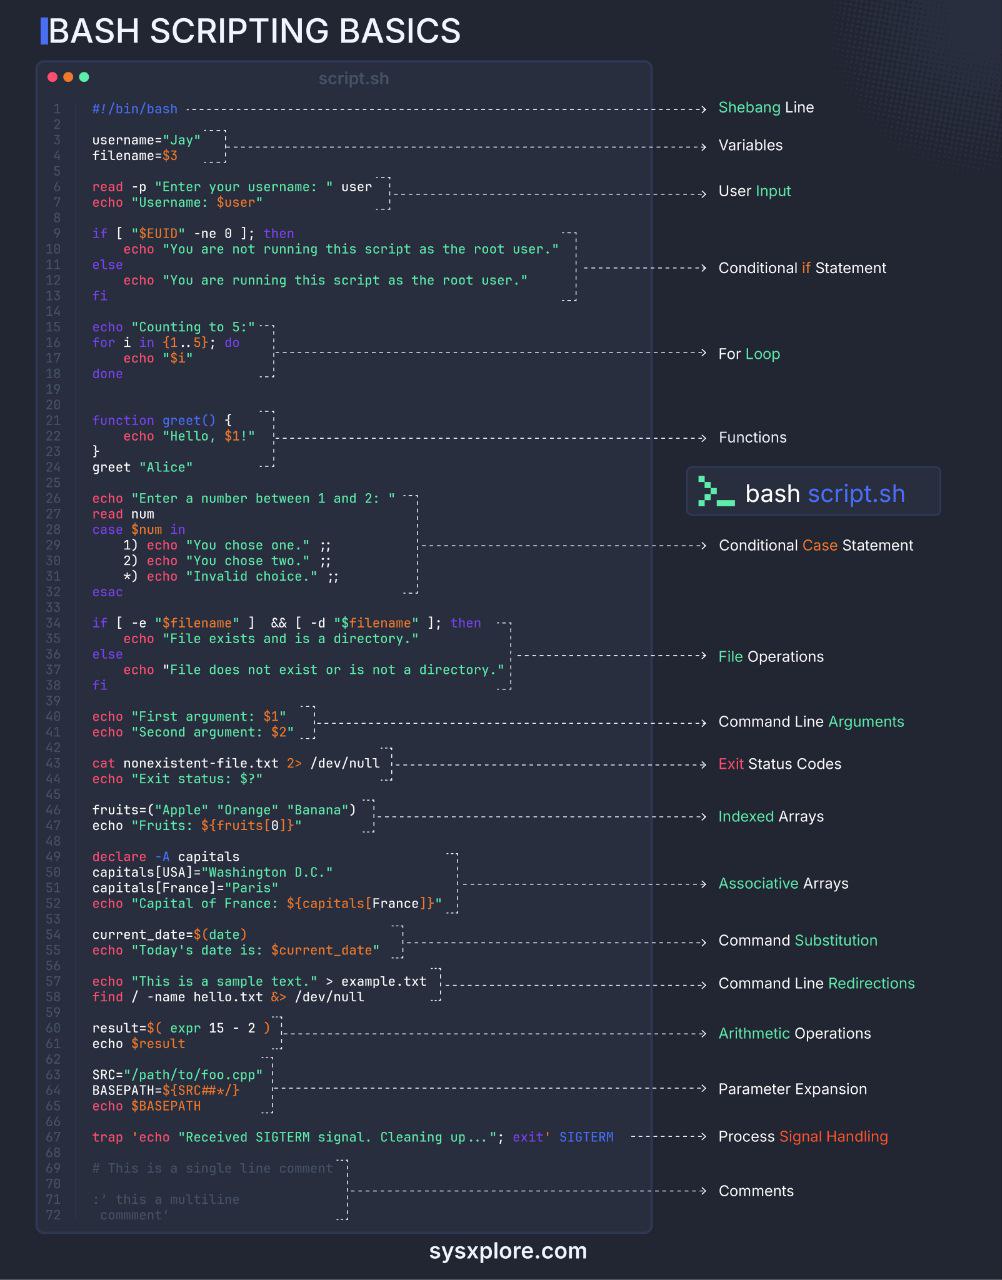 BASH SCRIPTING BASICS
script.sh
1 #!/bin/bash
Shebang Line
2
3 username="Jay"
4 filename=$3
Variables
5
6 read -p "Enter your username: " user
7 echo "Username: $user"
User Input
8
9 if [ "$EUID" -ne 0 ]; then
10 echo "You are not running this script as the root user."
11 else
12 echo "You are running this script as the root user."
13 fi
Conditional if Statement
14
15 echo "Counting to 5:"
16 for i in {1..5}; do
17 echo "$i"
18 done
For Loop
19
20
21 function greet() {
22 echo "Hello, $1!"
23 }
24 greet "Alice"
Functions
25
bash script.sh
26 echo "Enter a number between 1 and 2: "
27 read num
28 case $num in
29 1) echo "You chose one." ;;
30 2) echo "You chose two." ;;
31 *) echo "Invalid choice." ;;
32 esac
Conditional Case Statement
33
34 if [ -e "$filename" ] && [ -d "$filename" ]; then
35 echo "File exists and is a directory."
36 else
37 echo "File does not exist or is not a directory."
38 fi
File Operations
39
40 echo "First argument: $1"
41 echo "Second argument: $2"
Command Line Arguments
42
43 cat nonexistent-file.txt 2> /dev/null
44 echo "Exit status: $?"
Exit Status Codes
45
46 fruits=("Apple" "Orange" "Banana")
47 echo "Fruits: ${fruits[0]}"
Indexed Arrays
48
49 declare -A capitals
50 capitals[USA]="Washington D.C."
51 capitals[France]="Paris"
52 echo "Capital of France: ${capitals[France]}"
Associative Arrays
53
54 current_date=$(date)
55 echo "Today's date is: $current_date"
Command Substitution
56
57 echo "This is a sample text." > example.txt
58 find / -name hello.txt &> /dev/null
Command Line Redirections
59
60 result=$( expr 15 - 2 )
61 echo $result
Arithmetic Operations
62
63 SRC="/path/to/foo.cpp"
64 BASEPATH=${SRC##*/}
65 echo $BASEPATH
Parameter Expansion
66
67 trap 'echo "Received SIGTERM signal. Cleaning up..."; exit' SIGTERM
Process Signal Handling
68
69 # This is a single line comment
70
71 :' this a multiline
72 commment'
Comments
sysxplore.com